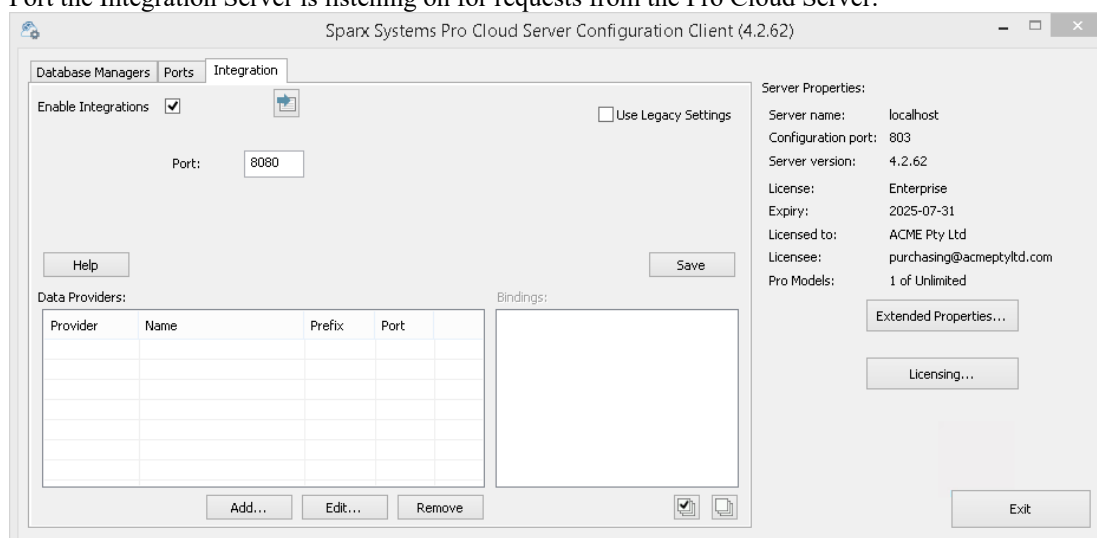 Port the Integration Server is listening on for requests from the Pro Cloud Server.
Sparx Systems Pro Cloud Server Configuration Client (4.2.62)
Database Managers Ports Integration
Enable Integrations
Use Legacy Settings
Port: 8080
Help
Save
Data Providers:
Provider Name Prefix Port
Bindings:
Add... Edit... Remove
Server Properties:
Server name: localhost
Configuration port: 803
Server version: 4.2.62
License: Enterprise
Expiry: 2025-07-31
Licensed to: ACME Pty Ltd
Licensee: purchasing@acmeptyltd.com
Pro Models: 1 of Unlimited
Extended Properties...
Licensing...
Exit